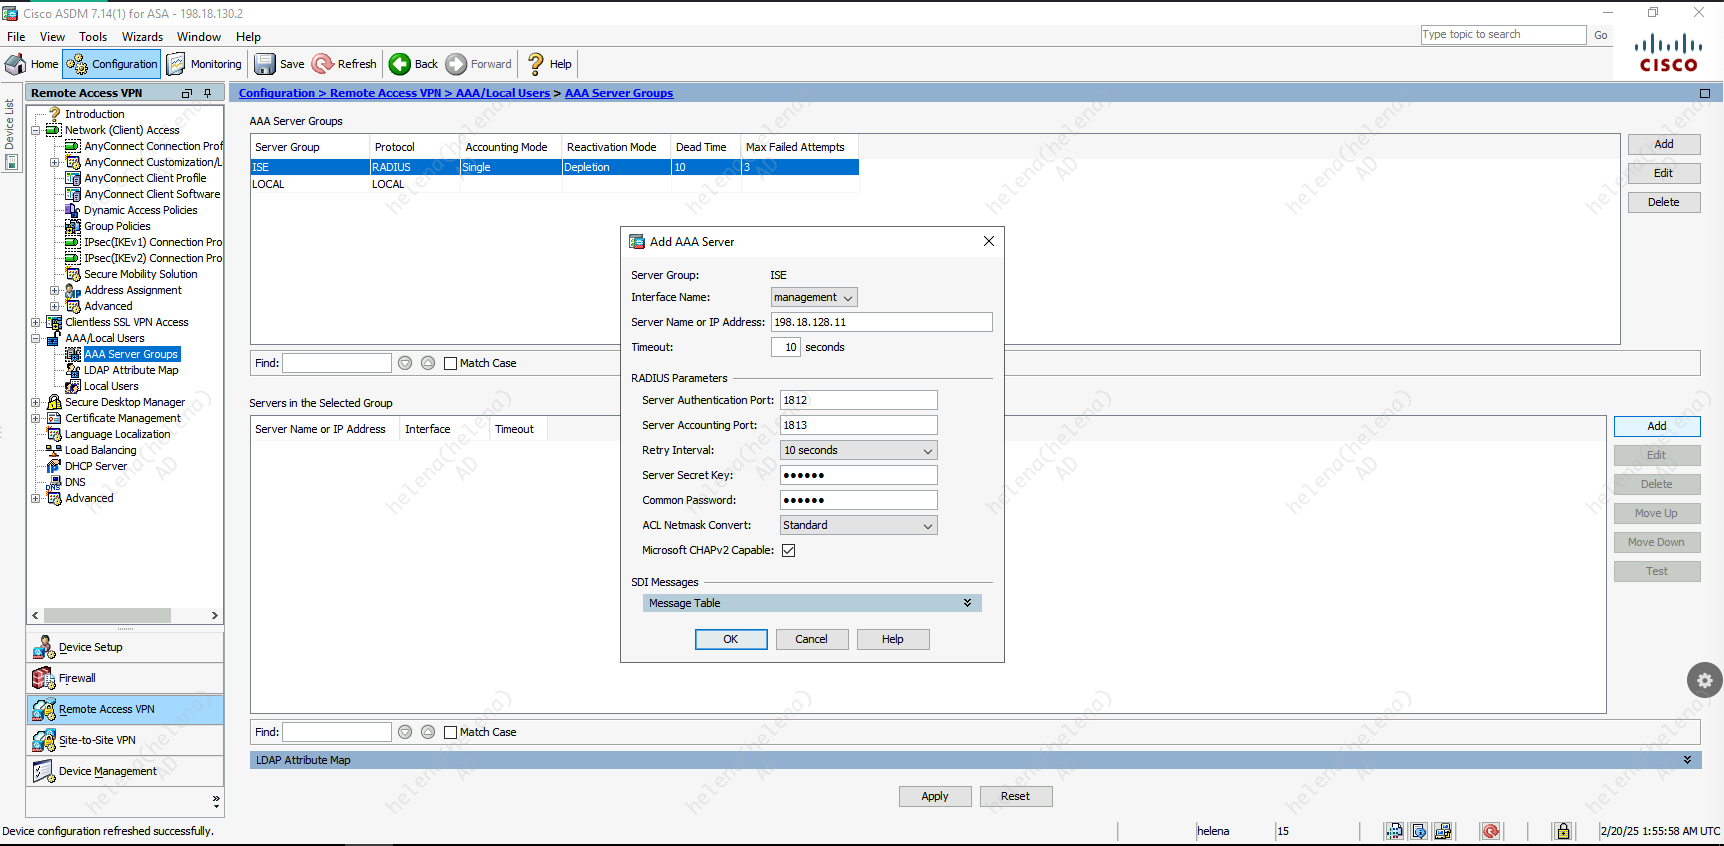 Cisco ASDM 7.14(1) for ASA - 198.18.130.2
File View Tools Wizards Window Help
Type topic to search Go
Home Configuration Monitoring Save Refresh Back Forward Help
CISCO
Device List
Remote Access VPN
Introduction
Network (Client) Access
AnyConnect Connection Prof
AnyConnect Customization/L
AnyConnect Client Profile
AnyConnect Client Software
Dynamic Access Policies
Group Policies
IPsec(IKEv1) Connection Pro
IPsec(IKEv2) Connection Pro
Secure Mobility Solution
Address Assignment
Advanced
Clientless SSL VPN Access
AAA/Local Users
AAA Server Groups
LDAP Attribute Map
Local Users
Secure Desktop Manager
Certificate Management
Language Localization
Load Balancing
DHCP Server
DNS
Advanced
Device Setup
Firewall
Remote Access VPN
Site-to-Site VPN
Device Management
Configuration > Remote Access VPN > AAA/Local Users > AAA Server Groups
AAA Server Groups
Server Group Protocol Accounting Mode Reactivation Mode Dead Time Max Failed Attempts
ISE RADIUS Single Depletion 10 3
LOCAL LOCAL
Add
Edit
Delete
Find: Match Case
Servers in the Selected Group
Server Name or IP Address Interface Timeout
Add
Edit
Delete
Move Up
Move Down
Test
Find: Match Case
LDAP Attribute Map
Apply Reset
Add AAA Server
Server Group: ISE
Interface Name: management
Server Name or IP Address: 198.18.128.11
Timeout: 10 seconds
RADIUS Parameters
Server Authentication Port: 1812
Server Accounting Port: 1813
Retry Interval: 10 seconds
Server Secret Key: ••••••
Common Password: ••••••
ACL Netmask Convert: Standard
Microsoft CHAPv2 Capable:
SDI Messages
Message Table
OK Cancel Help
Device configuration refreshed successfully.
helena 15 2/20/25 1:55:58 AM UTC
helena(helena)
AD